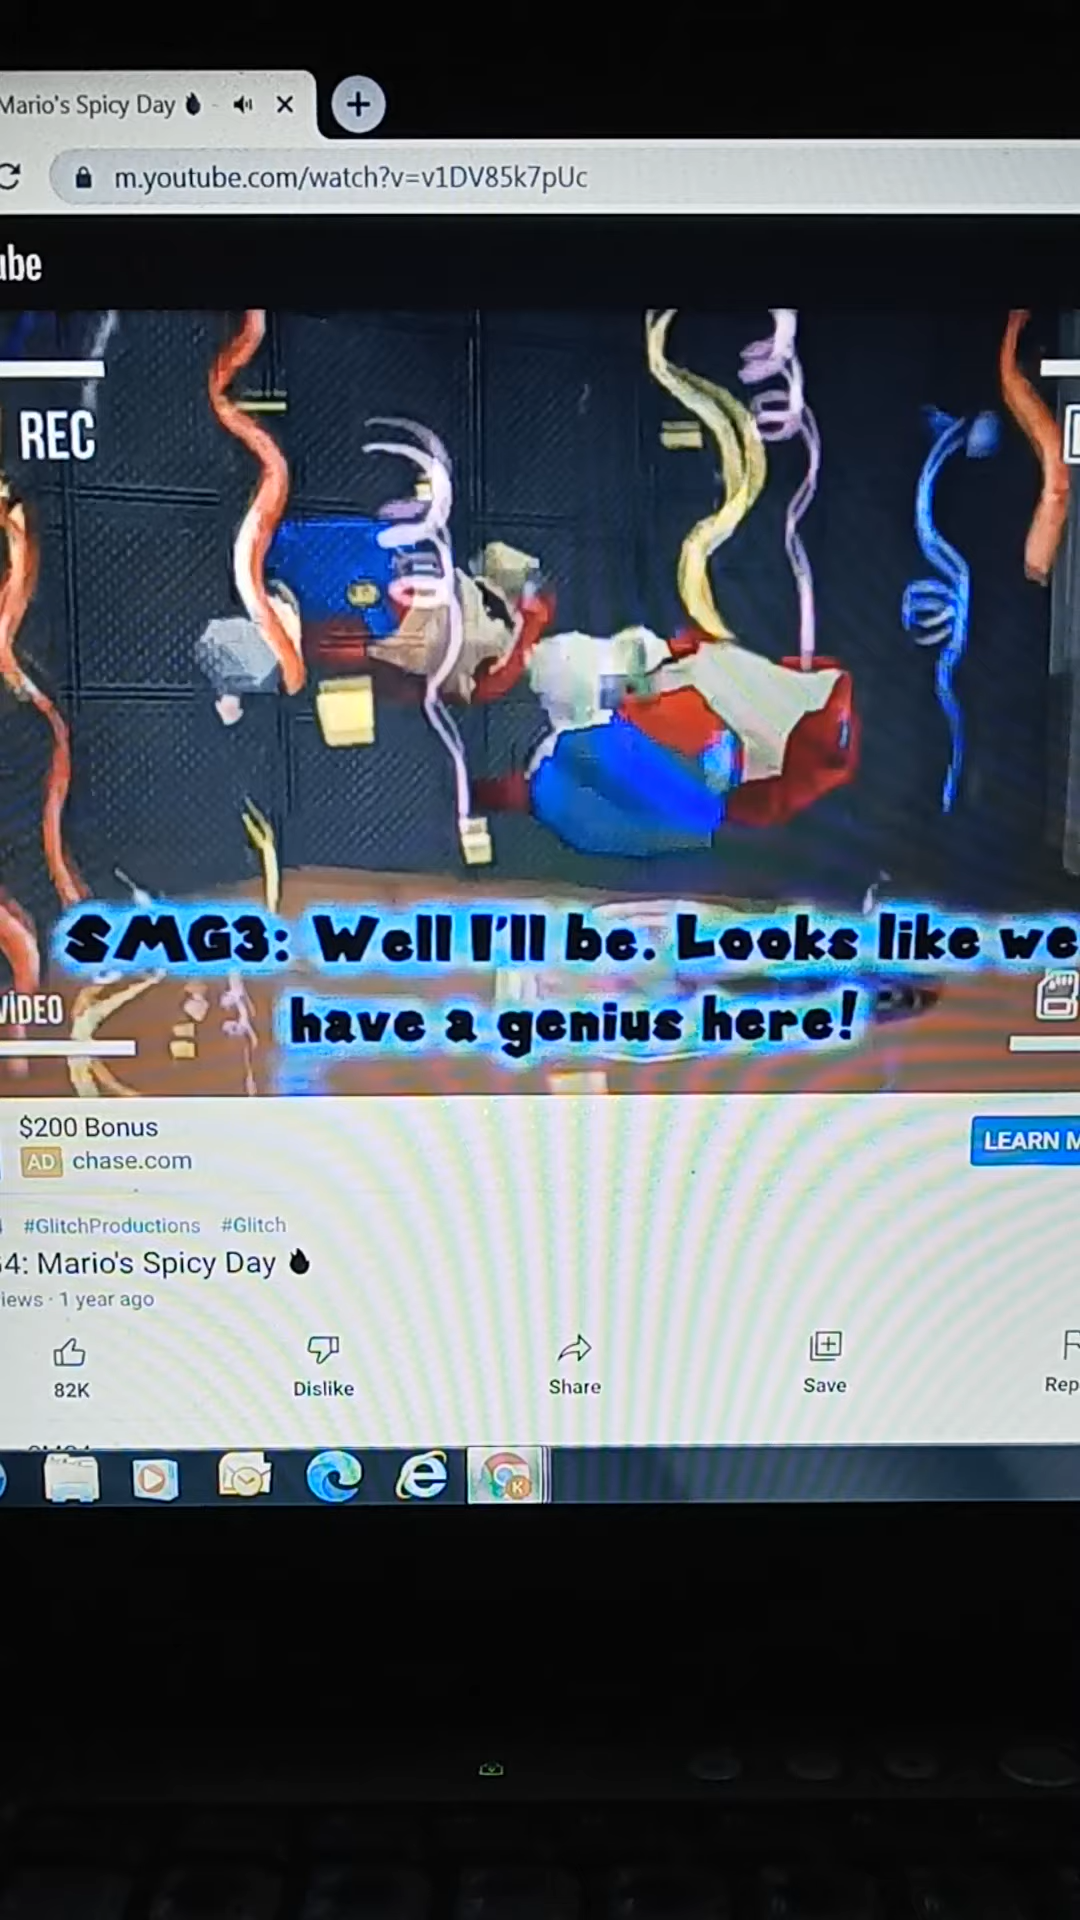 Mario's Spicy Day
m.youtube.com/watch?v=v1DV85k7pUc
ube
REC
SMG3: Well I'll be. Looks like we
have a genius here!
VIDEO
$200 Bonus
AD chase.com
LEARN M
#GlitchProductions #Glitch
4: Mario's Spicy Day
iews · 1 year ago
82K
Dislike
Share
Save
Rep
K